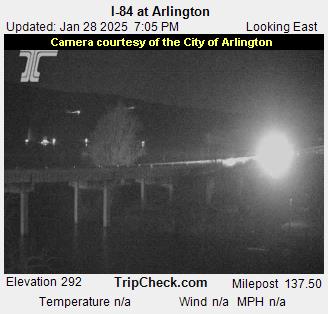 I-84 at Arlington
Updated: Jan 28 2025 7:05 PM Looking East
Camera courtesy of the City of Arlington
Elevation 292 TripCheck.com Milepost 137.50
Temperature n/a Wind n/a MPH n/a